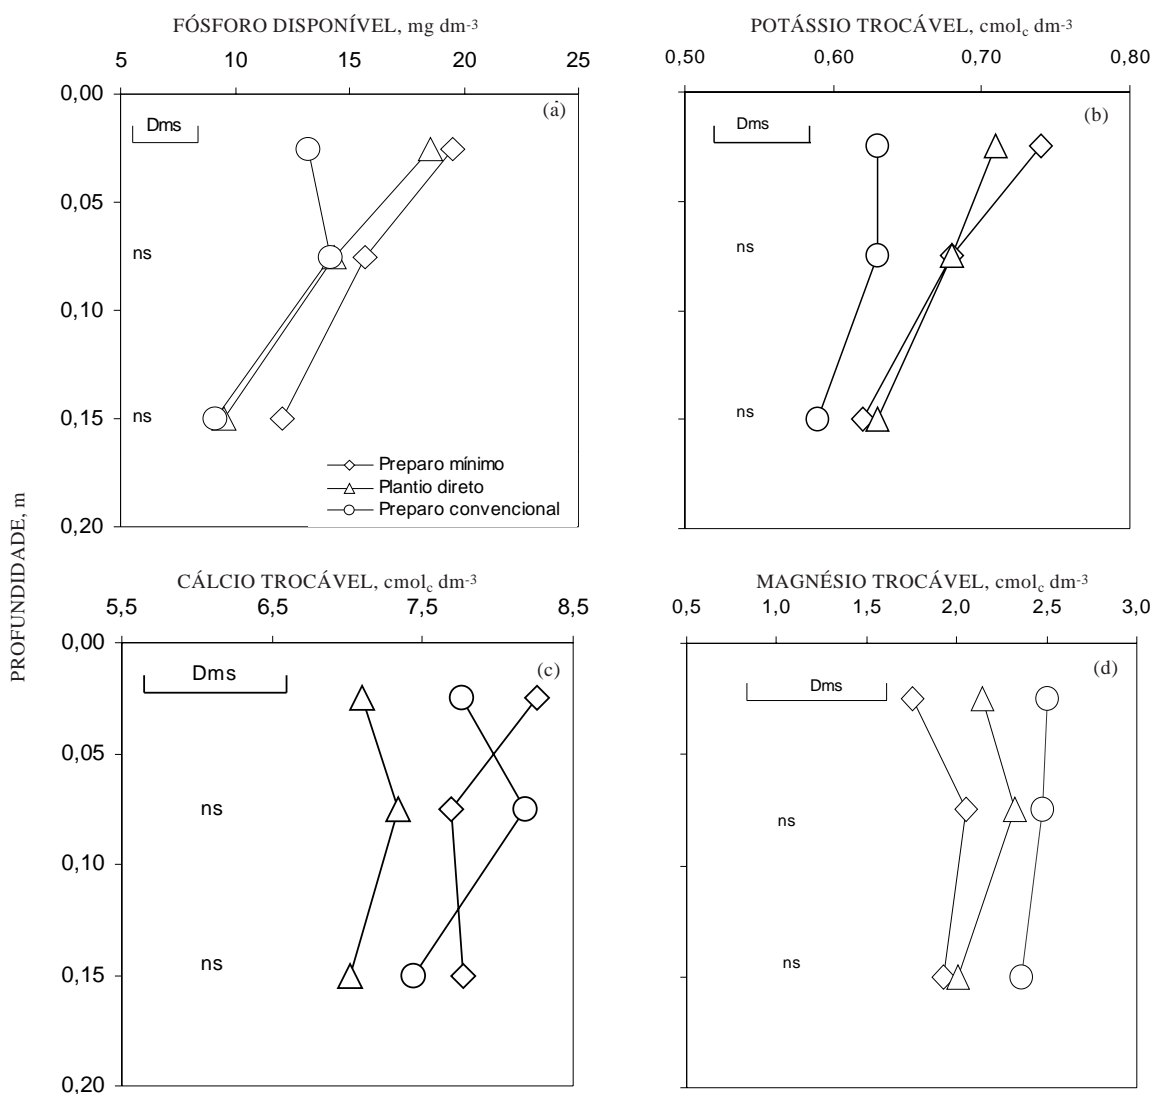 FÓSFORO DISPONÍVEL, mg dm-3
5 10 15 20 25
0,00
(a)
Dms
0,05
ns
0,10
0,15
ns
Preparo mínimo
Plantio direto
Preparo convencional
0,20
POTÁSSIO TROCÁVEL, cmolc dm-3
0,50 0,60 0,70 0,80
(b)
Dms
ns
ns
PROFUNDIDADE, m
CÁLCIO TROCÁVEL, cmolc dm-3
5,5 6,5 7,5 8,5
0,00
(c)
Dms
0,05
ns
0,10
ns
0,15
0,20
MAGNÉSIO TROCÁVEL, cmolc dm-3
0,5 1,0 1,5 2,0 2,5 3,0
(d)
Dms
ns
ns